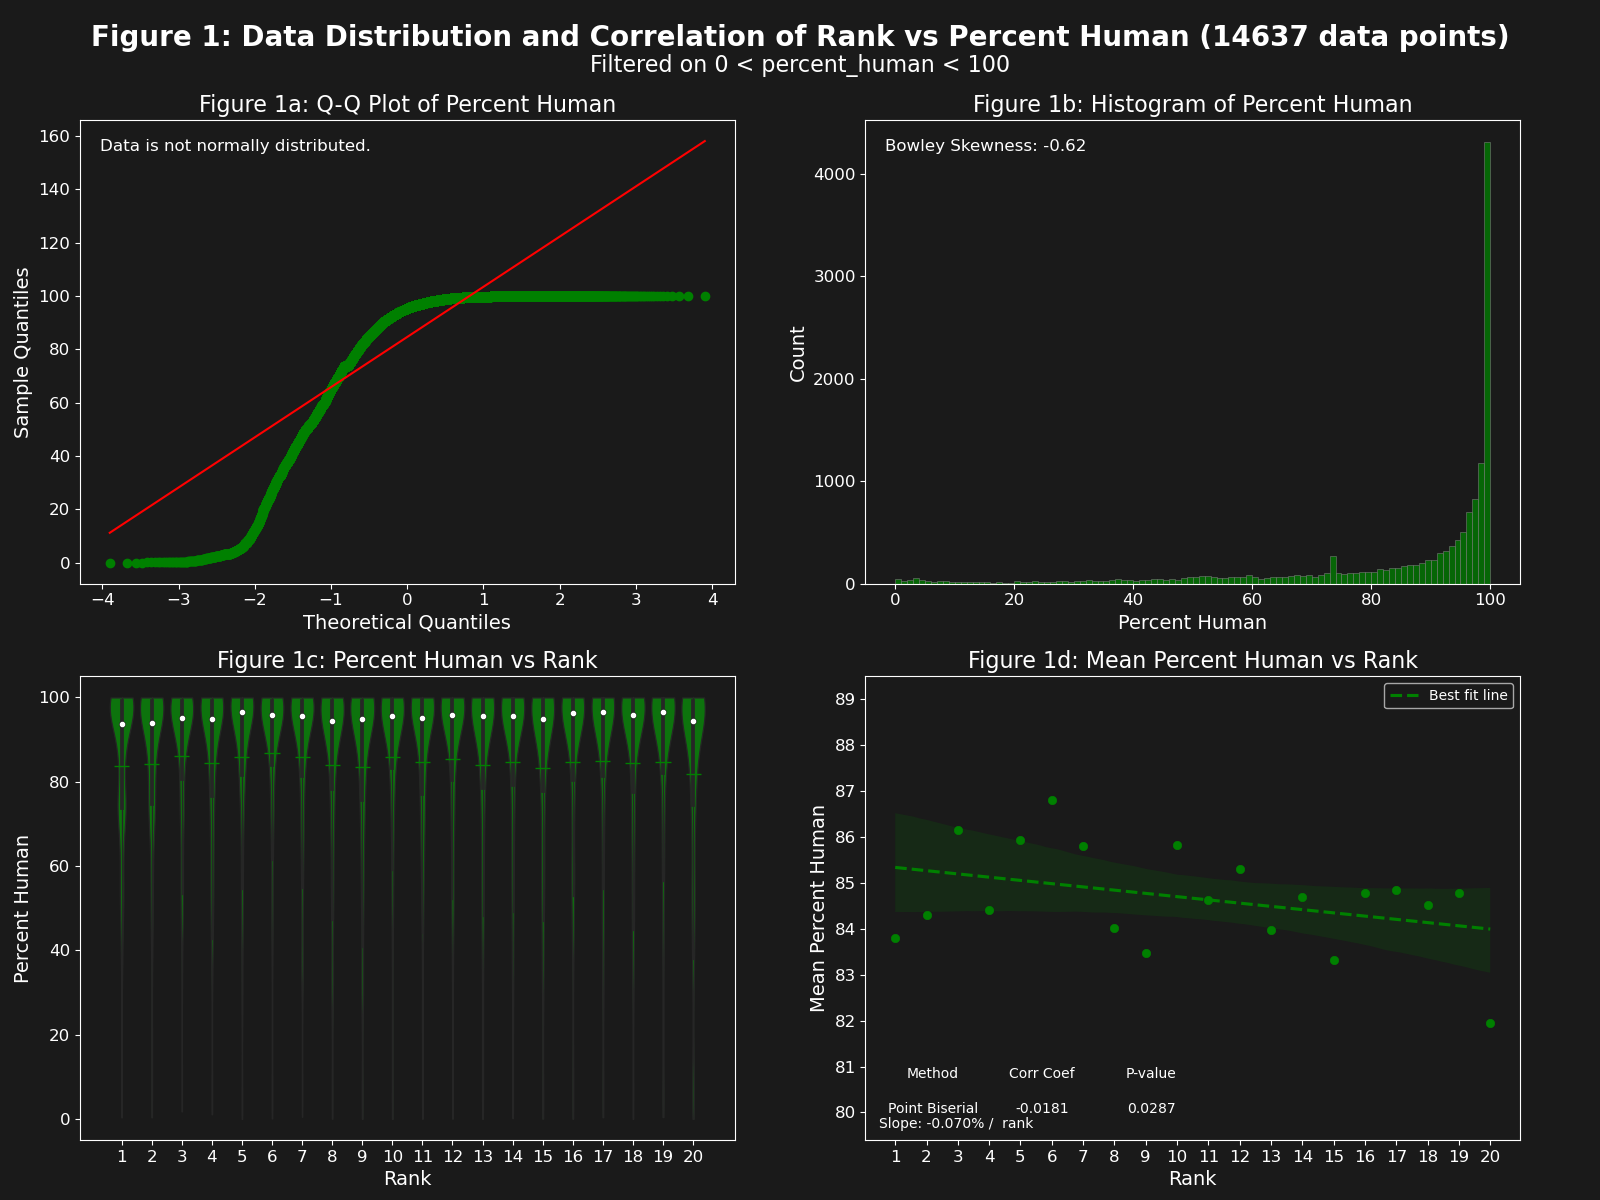 Figure 1: Data Distribution and Correlation of Rank vs Percent Human (14637 data points)
Filtered on 0 < percent_human < 100
Figure 1a: Q-Q Plot of Percent Human
Data is not normally distributed.
160
140
120
100
80
60
40
20
0
−4 −3 −2 −1 0 1 2 3 4
Sample Quantiles
Theoretical Quantiles
Figure 1b: Histogram of Percent Human
Bowley Skewness: -0.62
4000
3000
2000
1000
0
0 20 40 60 80 100
Count
Percent Human
Figure 1c: Percent Human vs Rank
100
80
60
40
20
0
1 2 3 4 5 6 7 8 9 10 11 12 13 14 15 16 17 18 19 20
Percent Human
Rank
Figure 1d: Mean Percent Human vs Rank
Best fit line
89
88
87
86
85
84
83
82
81
80
Method Corr Coef P-value
Point Biserial -0.0181 0.0287
Slope: -0.070% / rank
1 2 3 4 5 6 7 8 9 10 11 12 13 14 15 16 17 18 19 20
Mean Percent Human
Rank